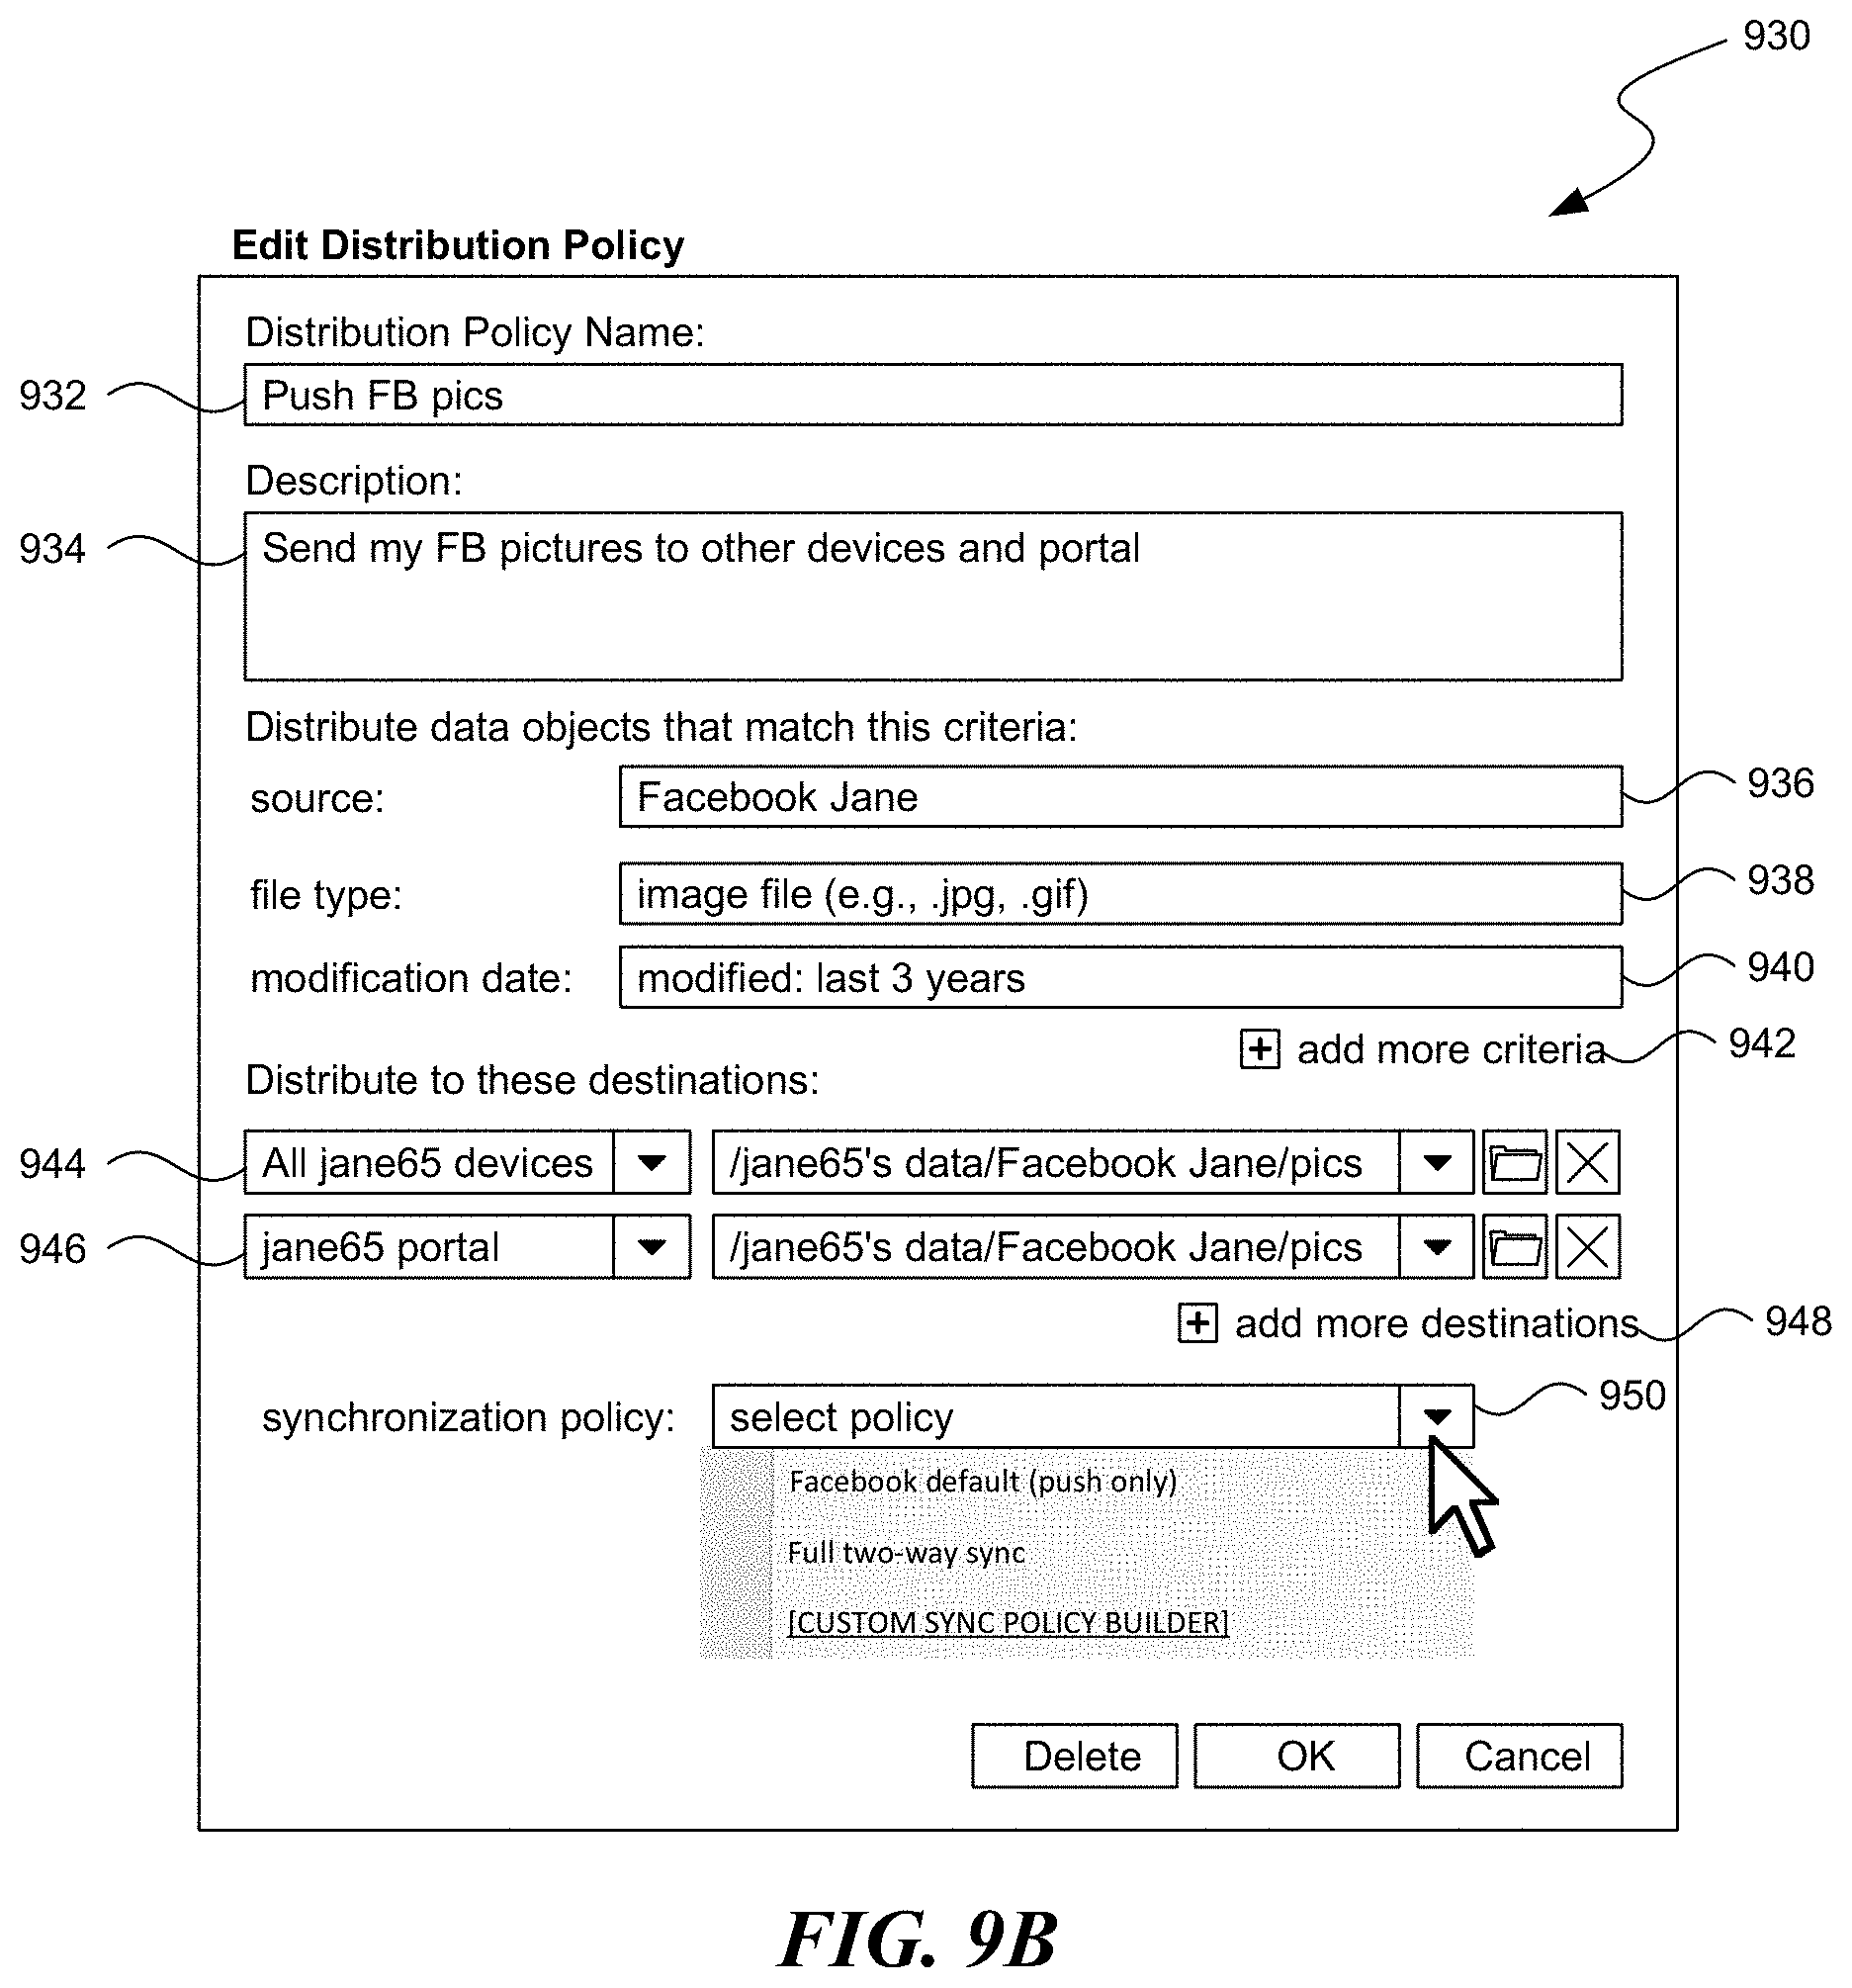 930
Edit Distribution Policy
Distribution Policy Name:
932 Push FB pics
Description:
934 Send my FB pictures to other devices and portal
Distribute data objects that match this criteria:
source: Facebook Jane 936
file type: image file (e.g., .jpg, .gif) 938
modification date: modified: last 3 years 940
+ add more criteria 942
Distribute to these destinations:
944 All jane65 devices /jane65's data/Facebook Jane/pics
946 jane65 portal /jane65's data/Facebook Jane/pics
+ add more destinations 948
synchronization policy: select policy 950
Facebook default (push only)
Full two-way sync
[CUSTOM SYNC POLICY BUILDER]
Delete OK Cancel
FIG. 9B